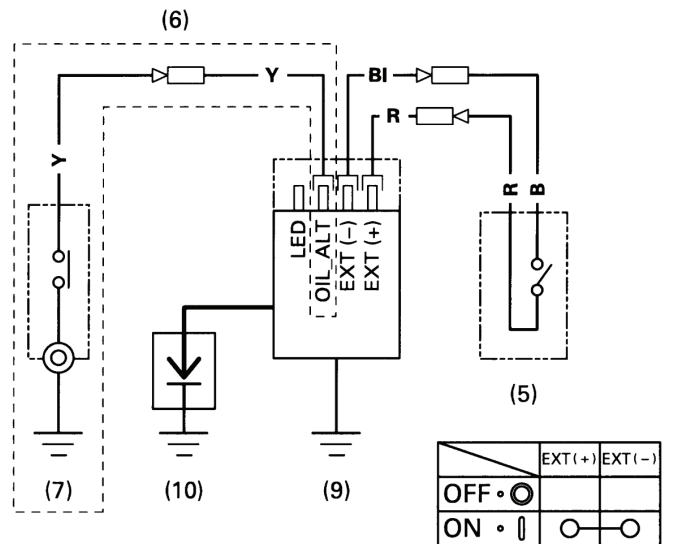 (6)
Y
Bl
R
Y
R
B
LED
OIL_ALT
EXT (−)
EXT (+)
(5)
(7)
(10)
(9)
EXT(+) EXT(−)
OFF
ON